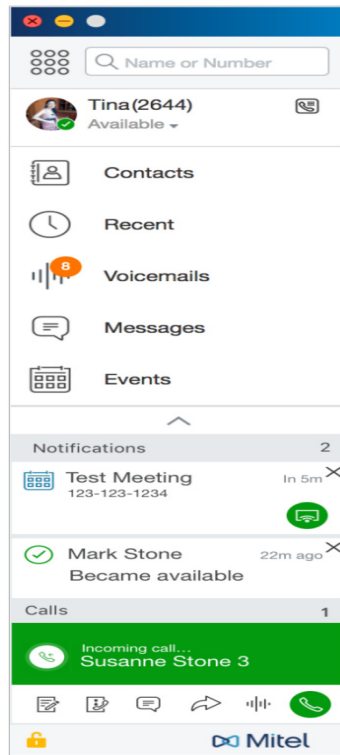 Name or Number
Tina(2644)
Available
Contacts
Recent
8
Voicemails
Messages
Events
Notifications 2
Test Meeting In 5m
123-123-1234
Mark Stone 22m ago
Became available
Calls 1
Incoming call...
Susanne Stone 3
Mitel